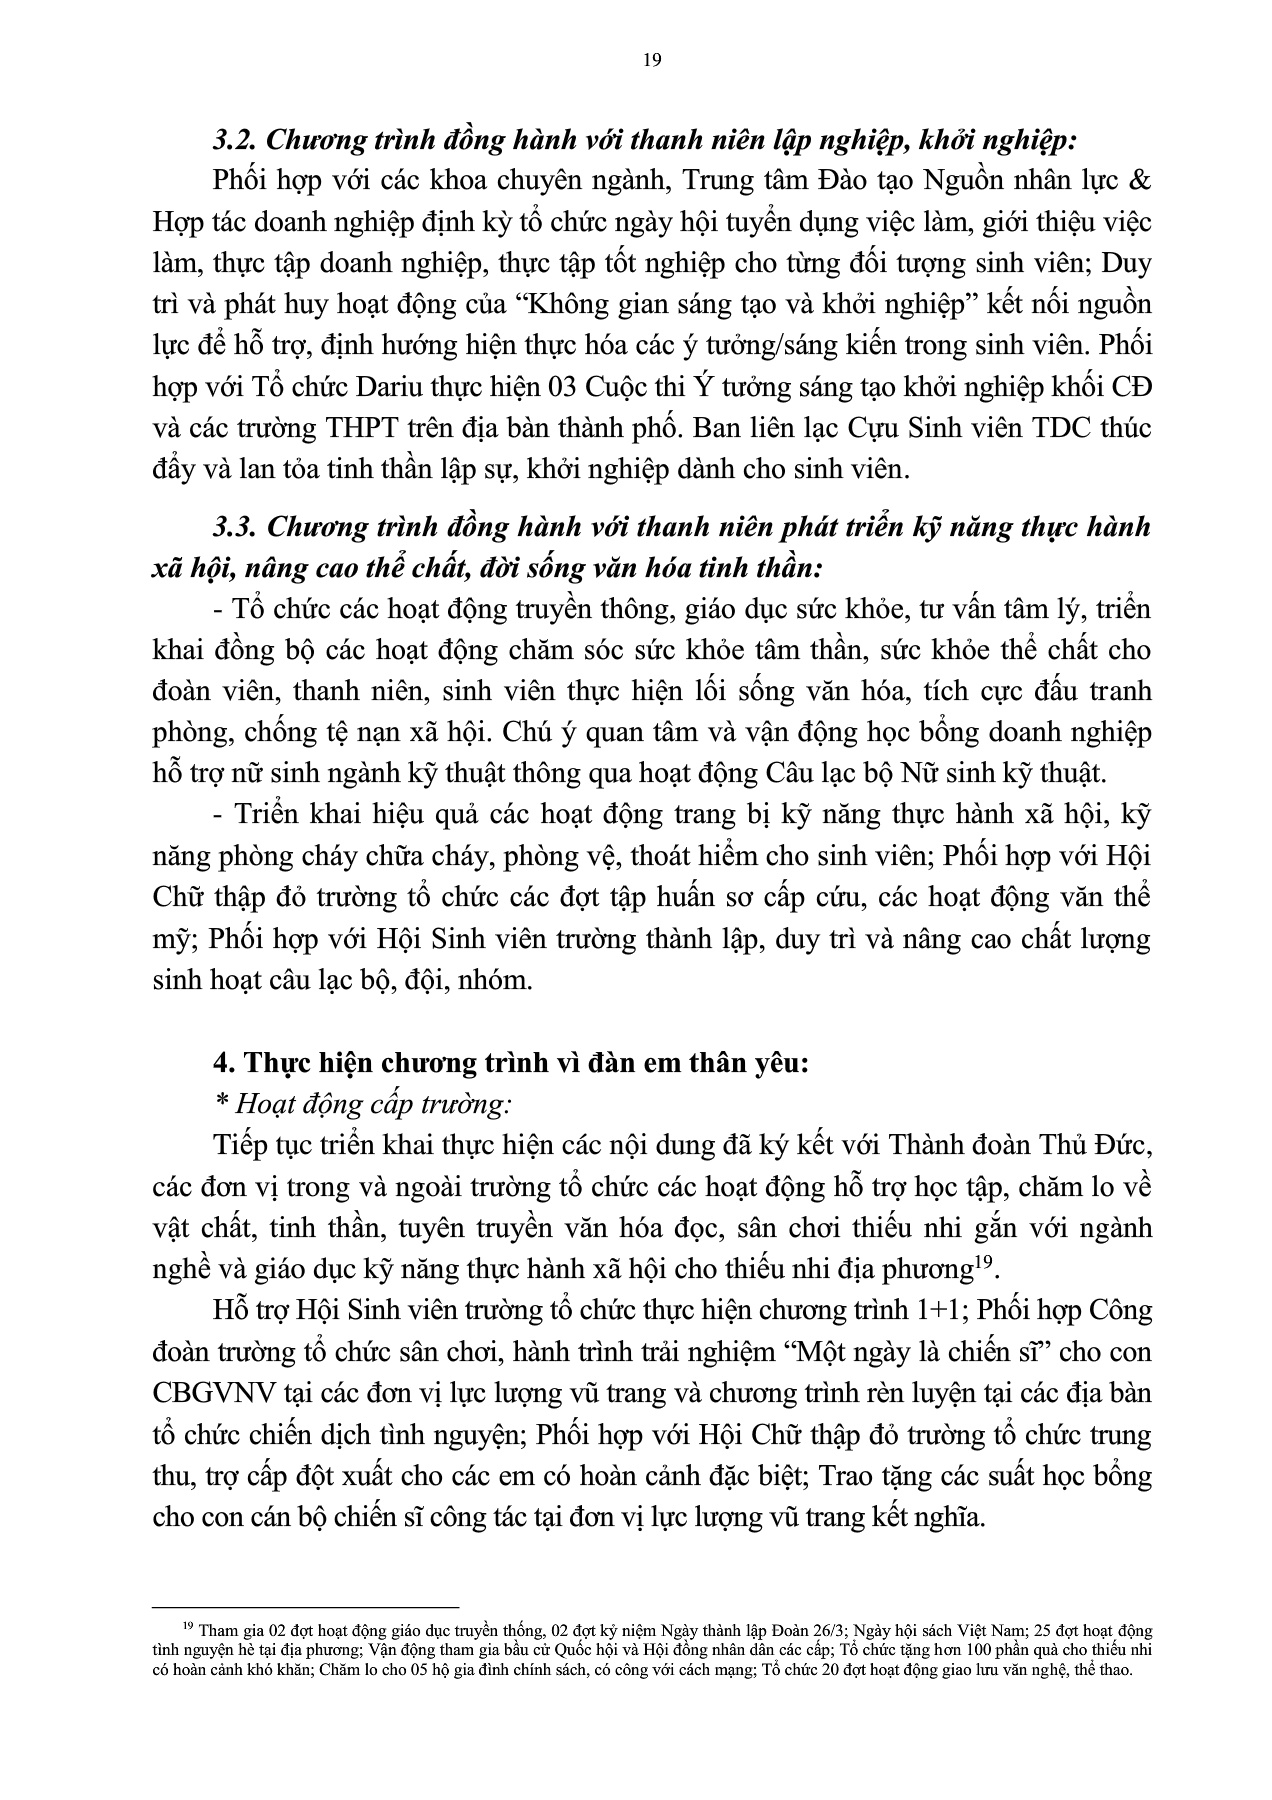 19
3.2. Chương trình đồng hành với thanh niên lập nghiệp, khởi nghiệp:
Phối hợp với các khoa chuyên ngành, Trung tâm Đào tạo Nguồn nhân lực &
Hợp tác doanh nghiệp định kỳ tổ chức ngày hội tuyển dụng việc làm, giới thiệu việc
làm, thực tập doanh nghiệp, thực tập tốt nghiệp cho từng đối tượng sinh viên; Duy
trì và phát huy hoạt động của “Không gian sáng tạo và khởi nghiệp” kết nối nguồn
lực để hỗ trợ, định hướng hiện thực hóa các ý tưởng/sáng kiến trong sinh viên. Phối
hợp với Tổ chức Dariu thực hiện 03 Cuộc thi Ý tưởng sáng tạo khởi nghiệp khối CĐ
và các trường THPT trên địa bàn thành phố. Ban liên lạc Cựu Sinh viên TDC thúc
đẩy và lan tỏa tinh thần lập sự, khởi nghiệp dành cho sinh viên.
3.3. Chương trình đồng hành với thanh niên phát triển kỹ năng thực hành
xã hội, nâng cao thể chất, đời sống văn hóa tinh thần:
- Tổ chức các hoạt động truyền thông, giáo dục sức khỏe, tư vấn tâm lý, triển
khai đồng bộ các hoạt động chăm sóc sức khỏe tâm thần, sức khỏe thể chất cho
đoàn viên, thanh niên, sinh viên thực hiện lối sống văn hóa, tích cực đấu tranh
phòng, chống tệ nạn xã hội. Chú ý quan tâm và vận động học bổng doanh nghiệp
hỗ trợ nữ sinh ngành kỹ thuật thông qua hoạt động Câu lạc bộ Nữ sinh kỹ thuật.
- Triển khai hiệu quả các hoạt động trang bị kỹ năng thực hành xã hội, kỹ
năng phòng cháy chữa cháy, phòng vệ, thoát hiểm cho sinh viên; Phối hợp với Hội
Chữ thập đỏ trường tổ chức các đợt tập huấn sơ cấp cứu, các hoạt động văn thể
mỹ; Phối hợp với Hội Sinh viên trường thành lập, duy trì và nâng cao chất lượng
sinh hoạt câu lạc bộ, đội, nhóm.
4. Thực hiện chương trình vì đàn em thân yêu:
* Hoạt động cấp trường:
Tiếp tục triển khai thực hiện các nội dung đã ký kết với Thành đoàn Thủ Đức,
các đơn vị trong và ngoài trường tổ chức các hoạt động hỗ trợ học tập, chăm lo về
vật chất, tinh thần, tuyên truyền văn hóa đọc, sân chơi thiếu nhi gắn với ngành
nghề và giáo dục kỹ năng thực hành xã hội cho thiếu nhi địa phương¹⁹.
Hỗ trợ Hội Sinh viên trường tổ chức thực hiện chương trình 1+1; Phối hợp Công
đoàn trường tổ chức sân chơi, hành trình trải nghiệm “Một ngày là chiến sĩ” cho con
CBGVNV tại các đơn vị lực lượng vũ trang và chương trình rèn luyện tại các địa bàn
tổ chức chiến dịch tình nguyện; Phối hợp với Hội Chữ thập đỏ trường tổ chức trung
thu, trợ cấp đột xuất cho các em có hoàn cảnh đặc biệt; Trao tặng các suất học bổng
cho con cán bộ chiến sĩ công tác tại đơn vị lực lượng vũ trang kết nghĩa.
¹⁹ Tham gia 02 đợt hoạt động giáo dục truyền thống, 02 đợt kỷ niệm Ngày thành lập Đoàn 26/3; Ngày hội sách Việt Nam; 25 đợt hoạt động
tình nguyện hè tại địa phương; Vận động tham gia bầu cử Quốc hội và Hội đồng nhân dân các cấp; Tổ chức tặng hơn 100 phần quà cho thiếu nhi
có hoàn cảnh khó khăn; Chăm lo cho 05 hộ gia đình chính sách, có công với cách mạng; Tổ chức 20 đợt hoạt động giao lưu văn nghệ, thể thao.